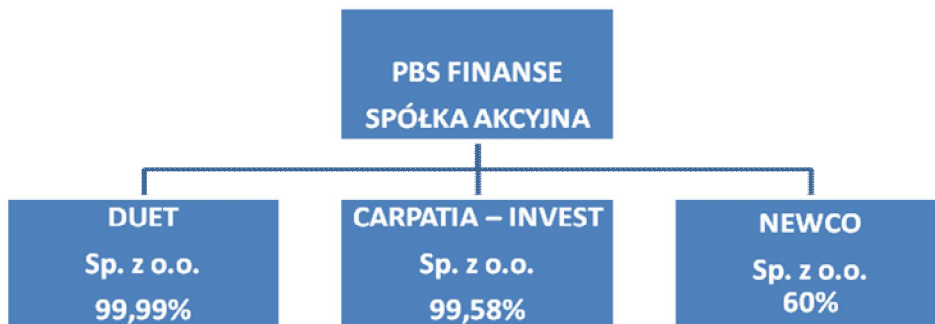 PBS FINANSE
SPÓŁKA AKCYJNA
DUET
Sp. z o.o.
99,99%
CARPATIA – INVEST
Sp. z o.o.
99,58%
NEWCO
Sp. z o.o.
60%